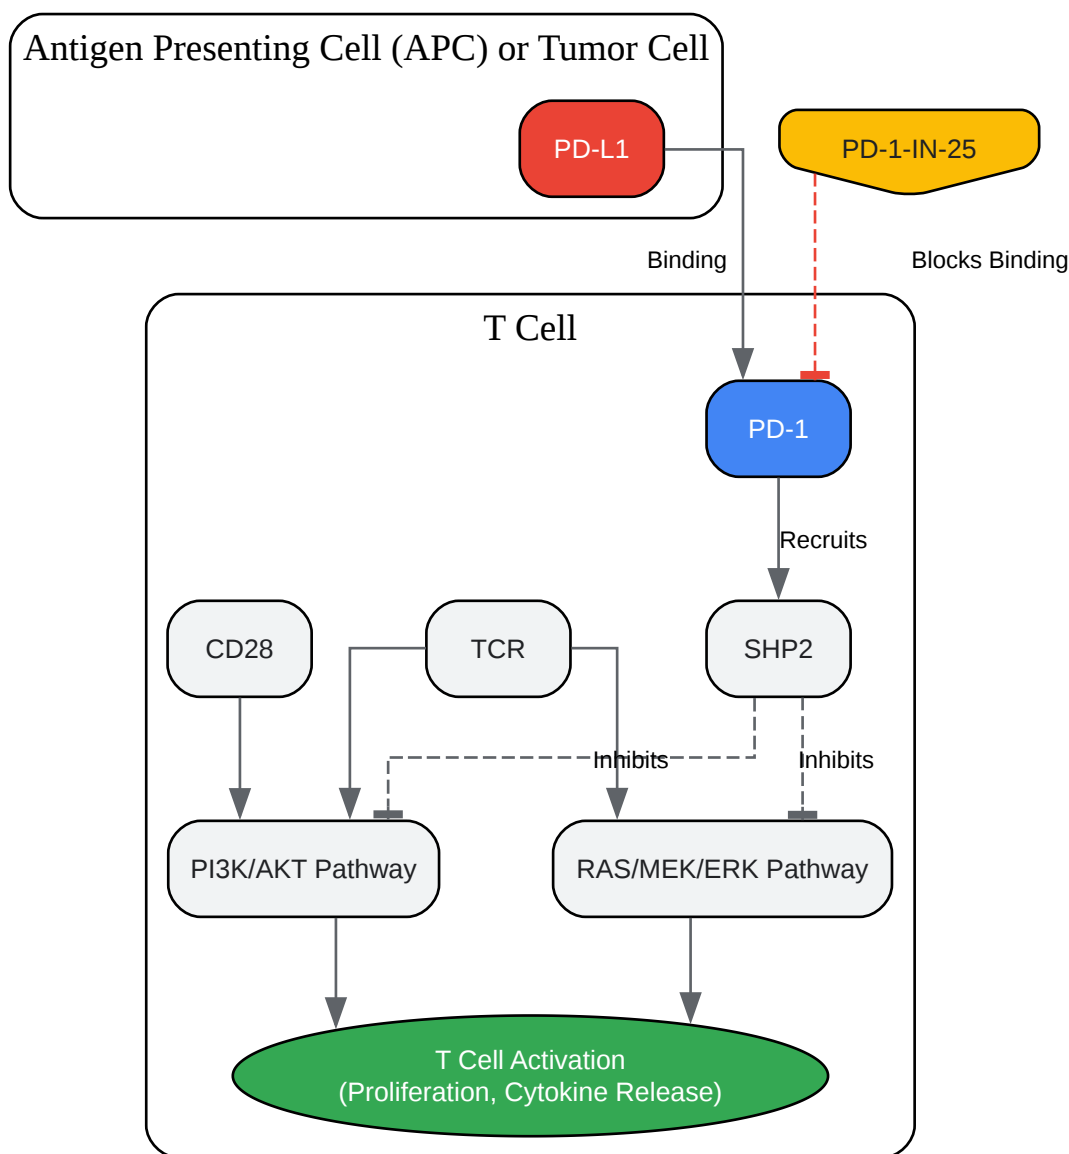 Antigen Presenting Cell (APC) or Tumor Cell
PD-L1
PD-1-IN-25
Binding
Blocks Binding
T Cell
PD-1
Recruits
CD28
TCR
SHP2
Inhibits
Inhibits
PI3K/AKT Pathway
RAS/MEK/ERK Pathway
T Cell Activation
(Proliferation, Cytokine Release)